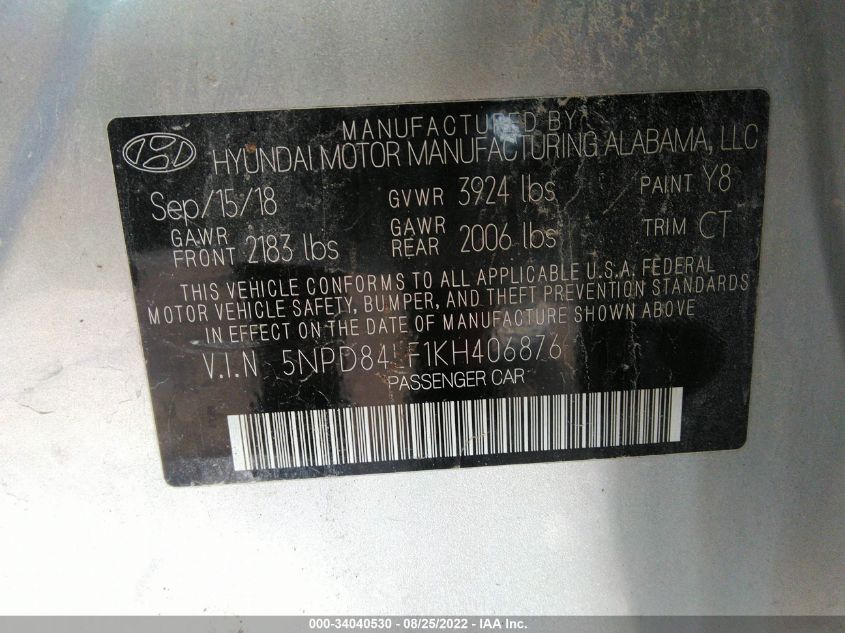 MANUFACTURED BY
HYUNDAI MOTOR MANUFACTURING ALABAMA, LLC
Sep/15/18 GVWR 3924 lbs PAINT Y8
GAWR FRONT 2183 lbs GAWR REAR 2006 lbs TRIM CT
THIS VEHICLE CONFORMS TO ALL APPLICABLE U.S.A. FEDERAL
MOTOR VEHICLE SAFETY, BUMPER, AND THEFT PREVENTION STANDARDS
IN EFFECT ON THE DATE OF MANUFACTURE SHOWN ABOVE
V.I.N 5NPD84LF1KH406876
PASSENGER CAR
000-34040530 - 08/25/2022 - IAA Inc.